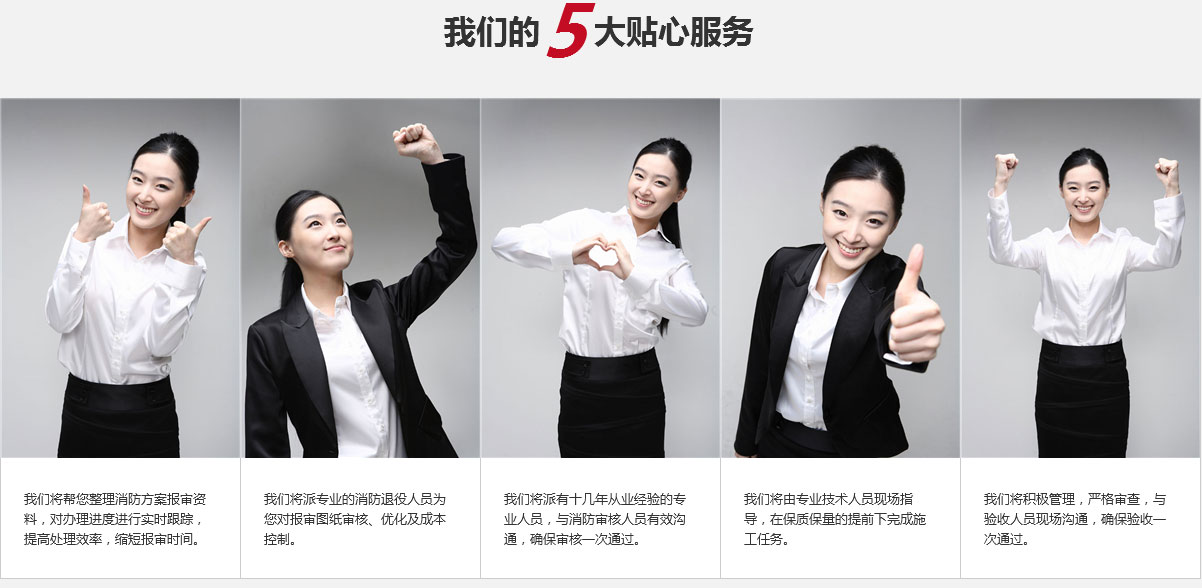 我们的5大贴心服务
我们将帮您整理消防方案报审资
料，对办理进度进行实时跟踪，
提高处理效率，缩短报审时间。
我们将派专业的消防退役人员为
您对报审图纸审核、优化及成本
控制。
我们将派有十几年从业经验的专
业人员，与消防审核人员有效沟
通，确保审核一次通过。
我们将由专业技术人员现场指
导，在保质保量的提前下完成施
工任务。
我们将积极管理，严格审查，与
验收人员现场沟通，确保验收一
次通过。